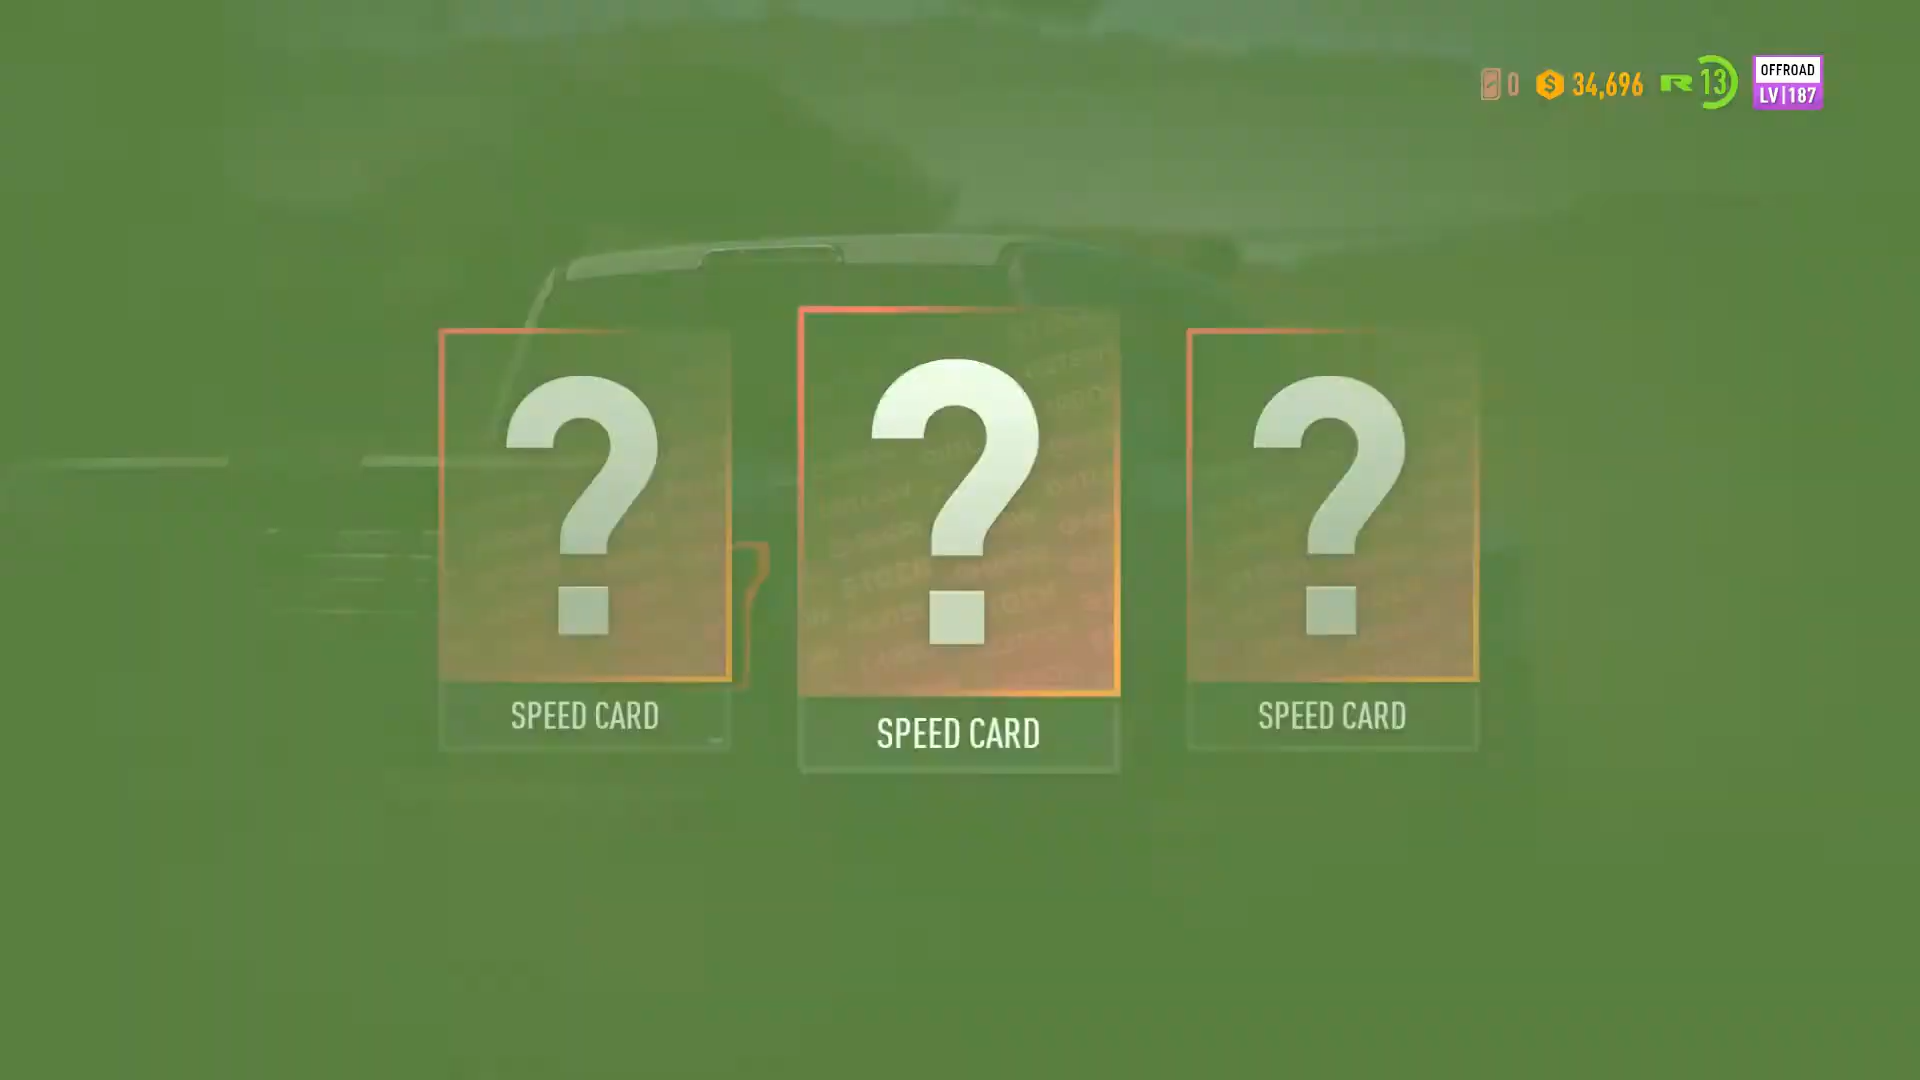 0 $ 34,696 R 13 OFFROAD
LV|187
? ? ?
SPEED CARD SPEED CARD SPEED CARD